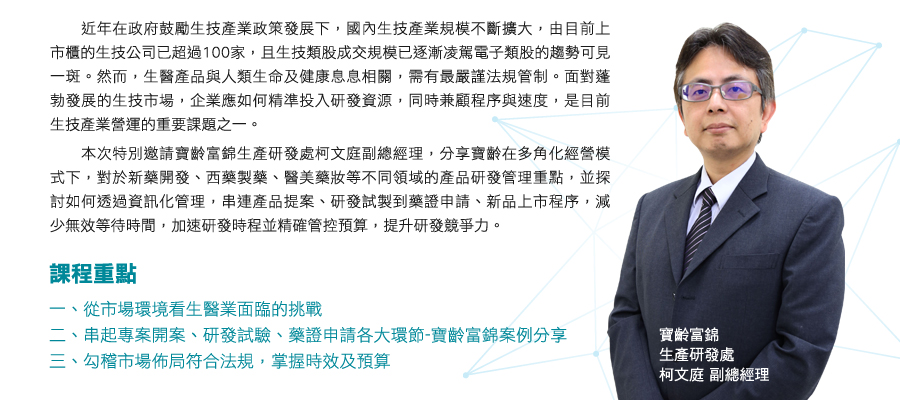 近年在政府鼓勵生技產業政策發展下，國內生技產業規模不斷擴大，由目前上
市櫃的生技公司已超過100家，且生技類股成交規模已逐漸凌駕電子類股的趨勢可見
一斑。然而，生醫產品與人類生命及健康息息相關，需有最嚴謹法規管制。面對蓬
勃發展的生技市場，企業應如何精準投入研發資源，同時兼顧程序與速度，是目前
生技產業營運的重要課題之一。
本次特別邀請寶齡富錦生產研發處柯文庭副總經理，分享寶齡在多角化經營模
式下，對於新藥開發、西藥製藥、醫美藥妝等不同領域的產品研發管理重點，並探
討如何透過資訊化管理，串連產品提案、研發試製到藥證申請、新品上市程序，減
少無效等待時間，加速研發時程並精確管控預算，提升研發競爭力。
課程重點
一、從市場環境看生醫業面臨的挑戰
二、串起專案開案、研發試驗、藥證申請各大環節-寶齡富錦案例分享
三、勾稽市場佈局符合法規，掌握時效及預算
寶齡富錦
生產研發處
柯文庭 副總經理